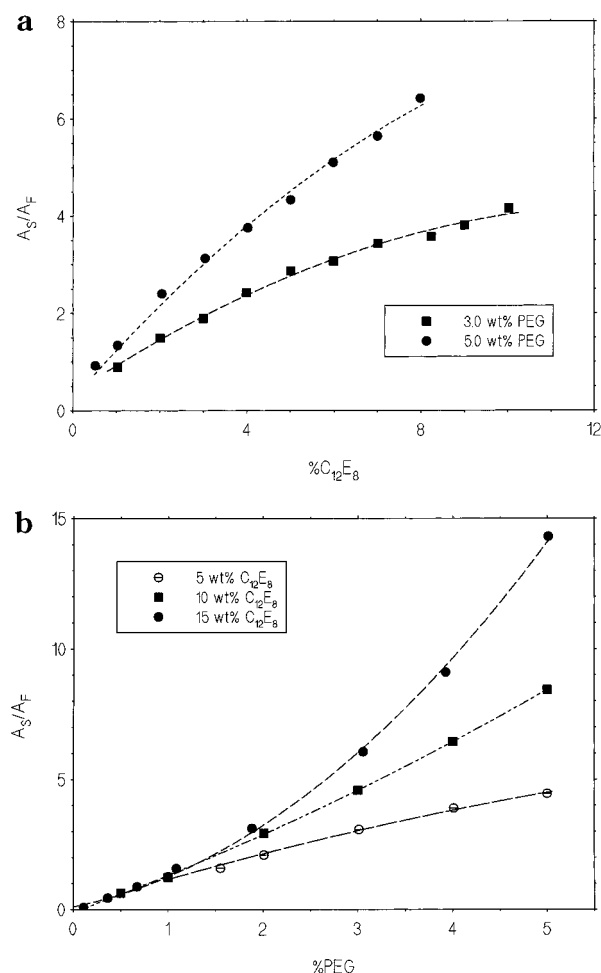 a
8
6
4
2
0
A_S/A_F
3.0 wt% PEG
5.0 wt% PEG
0 4 8 12
%C₁₂E₈
b
15
10
5
0
A_S/A_F
5 wt% C₁₂E₈
10 wt% C₁₂E₈
15 wt% C₁₂E₈
0 1 2 3 4 5
%PEG